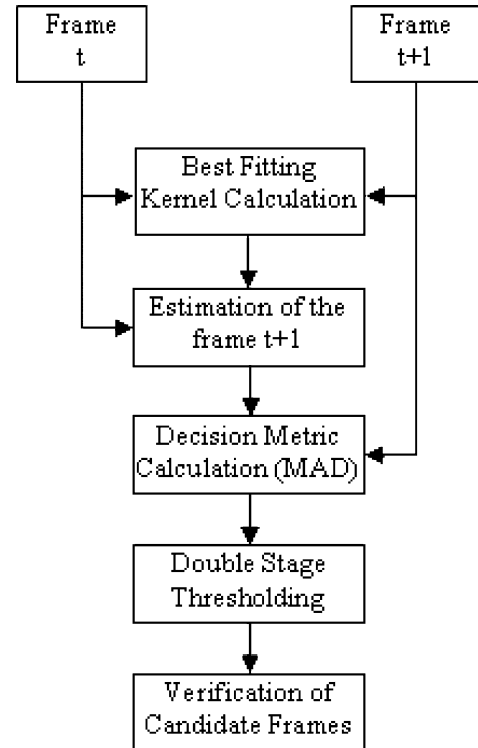 Frame
t
Frame
t+1
Best Fitting
Kernel Calculation
Estimation of the
frame t+1
Decision Metric
Calculation (MAD)
Double Stage
Thresholding
Verification of
Candidate Frames